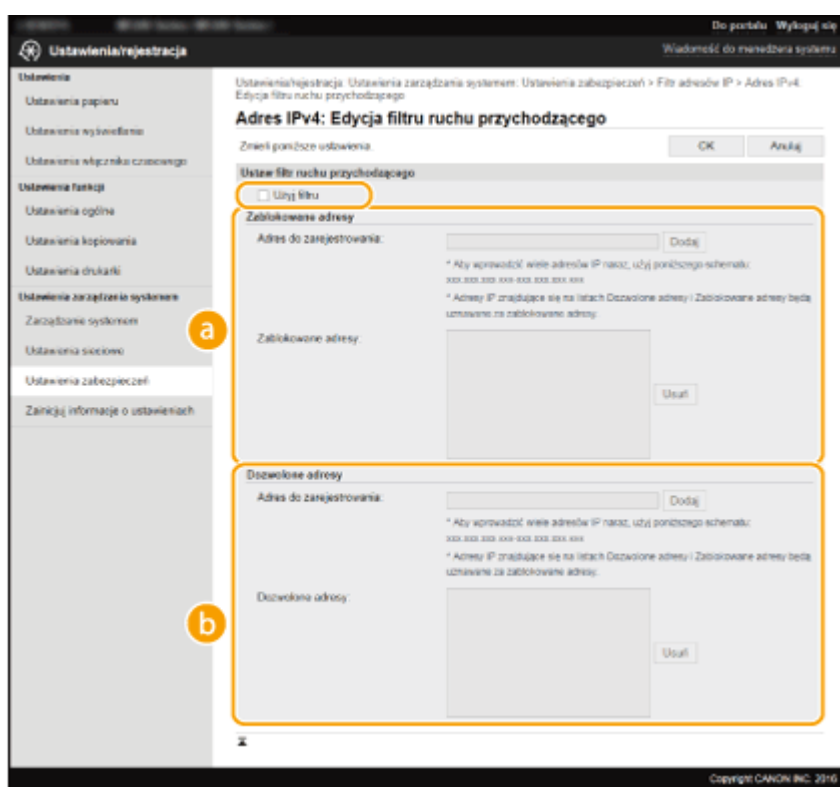 Do portalu Wyloguj się
Ustawienia/rejestracja
Wiadomość do menedżera systemu
Ustawienia
Ustawienia papieru
Ustawienia wyświetlania
Ustawienia włącznika czasowego
Ustawienia funkcji
Ustawienia ogólne
Ustawienia kopiowania
Ustawienia drukarki
Ustawienia zarządzania systemem
Zarządzanie systemem
Ustawienia sieciowe
Ustawienia zabezpieczeń
Zainicjuj informacje o ustawieniach
Ustawienia/rejestracja: Ustawienia zarządzania systemem: Ustawienia zabezpieczeń > Filtr adresów IP > Adres IPv4:
Edycja filtru ruchu przychodzącego
Adres IPv4: Edycja filtru ruchu przychodzącego
Zmień poniższe ustawienia.
OK
Anuluj
Ustaw filtr ruchu przychodzącego
Użyj filtru
a
Zablokowane adresy
Adres do zarejestrowania:
Dodaj
* Aby wprowadzić wiele adresów IP naraz, użyj poniższego schematu:
xxx.xxx.xxx.xxx-xxx.xxx.xxx.xxx
* Adresy IP znajdujące się na listach Dozwolone adresy i Zablokowane adresy będą
uznawane za zablokowane adresy.
Zablokowane adresy:
Usuń
b
Dozwolone adresy
Adres do zarejestrowania:
Dodaj
* Aby wprowadzić wiele adresów IP naraz, użyj poniższego schematu:
xxx.xxx.xxx.xxx-xxx.xxx.xxx.xxx
* Adresy IP znajdujące się na listach Dozwolone adresy i Zablokowane adresy będą
uznawane za zablokowane adresy.
Dozwolone adresy:
Usuń
Copyright CANON INC. 2016